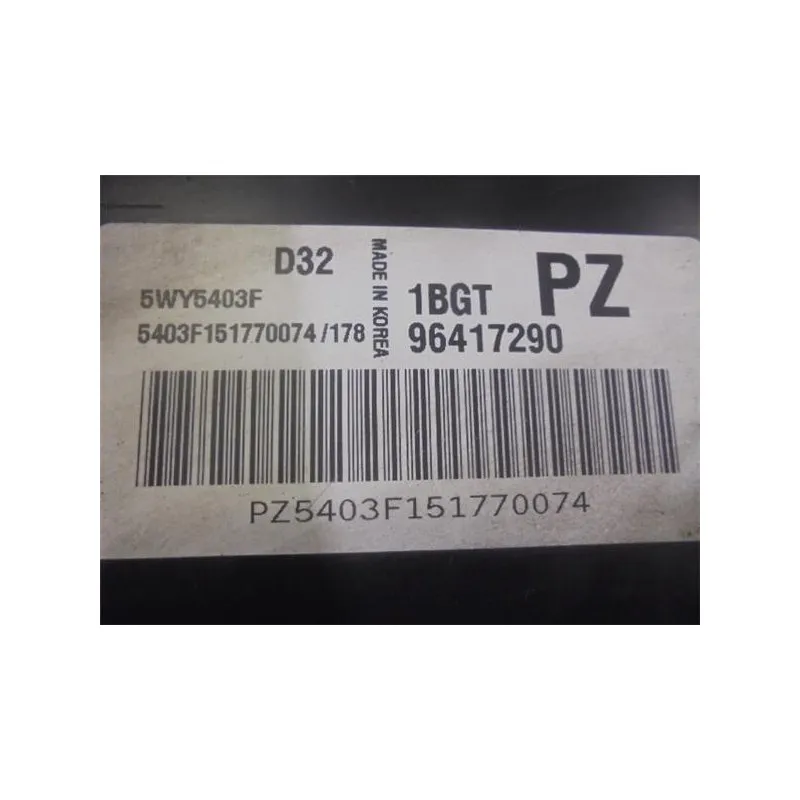 D32
5WY5403F
5403F151770074 /178
MADE IN KOREA
1BGT
PZ
96417290
PZ5403F151770074